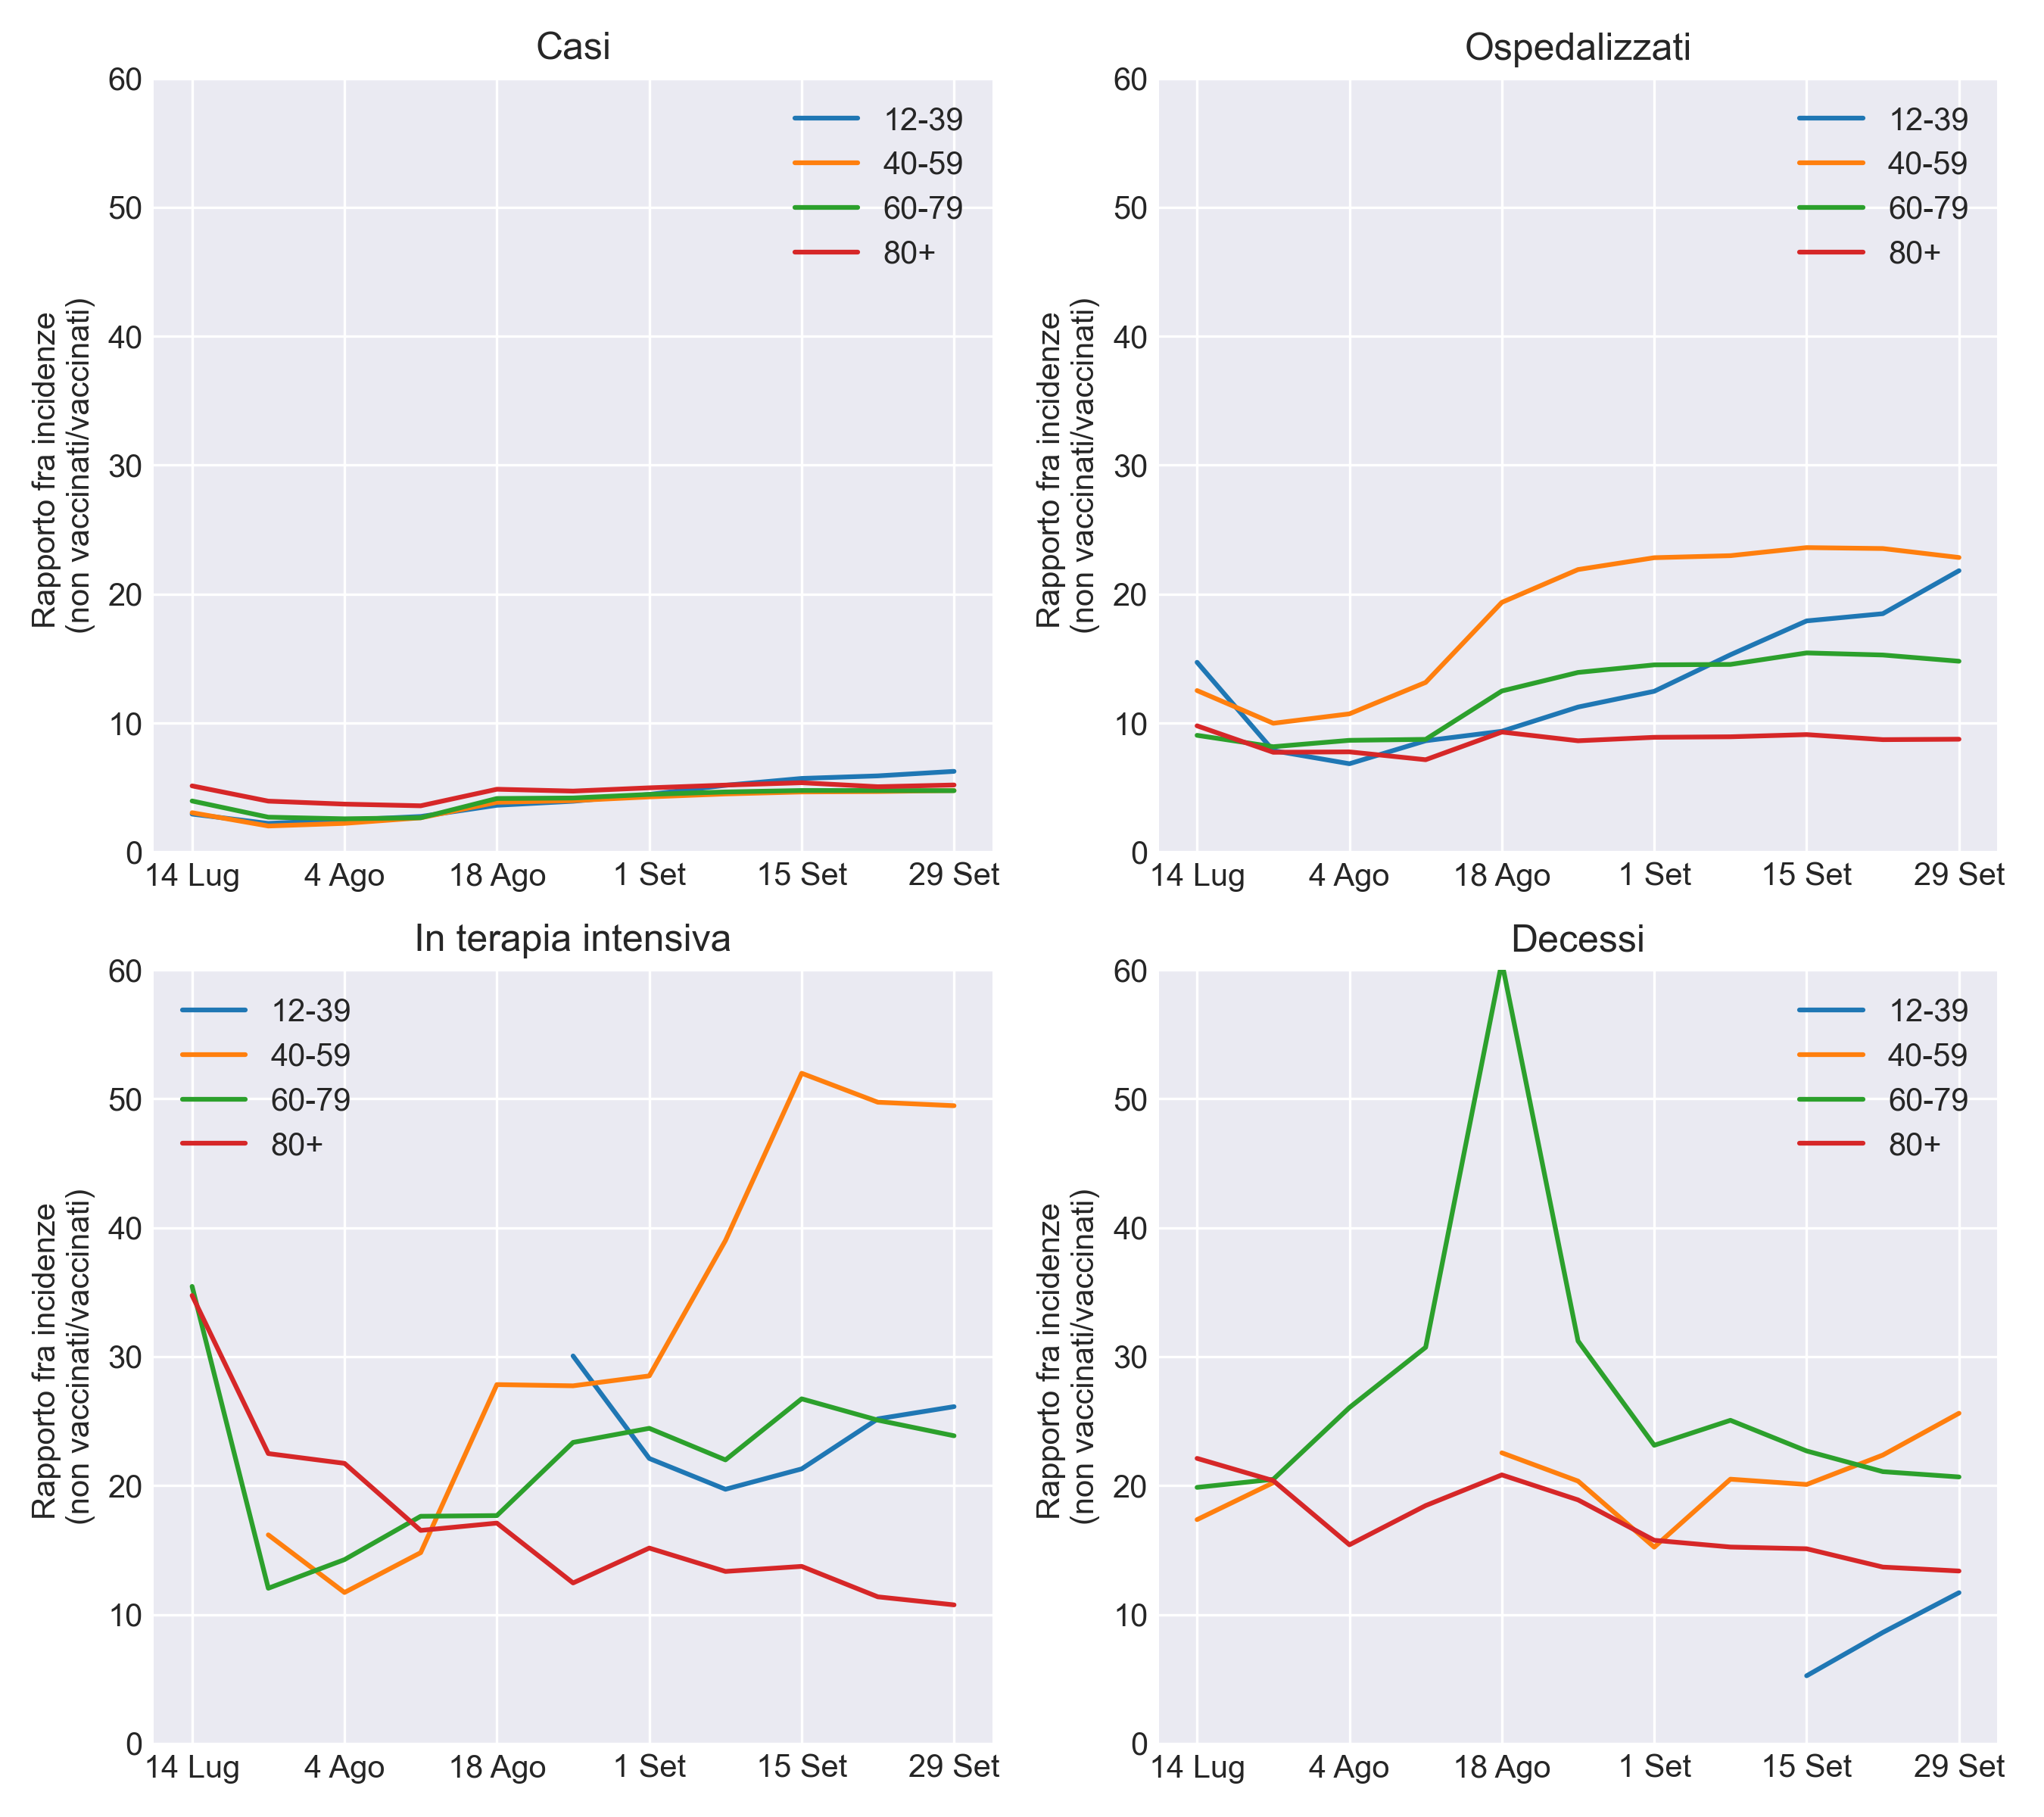 Casi
60
50
40
30
20
10
0
Rapporto fra incidenze
(non vaccinati/vaccinati)
12-39
40-59
60-79
80+
14 Lug
4 Ago
18 Ago
1 Set
15 Set
29 Set
Ospedalizzati
60
50
40
30
20
10
0
Rapporto fra incidenze
(non vaccinati/vaccinati)
12-39
40-59
60-79
80+
14 Lug
4 Ago
18 Ago
1 Set
15 Set
29 Set
In terapia intensiva
60
50
40
30
20
10
0
Rapporto fra incidenze
(non vaccinati/vaccinati)
12-39
40-59
60-79
80+
14 Lug
4 Ago
18 Ago
1 Set
15 Set
29 Set
Decessi
60
50
40
30
20
10
0
Rapporto fra incidenze
(non vaccinati/vaccinati)
12-39
40-59
60-79
80+
14 Lug
4 Ago
18 Ago
1 Set
15 Set
29 Set